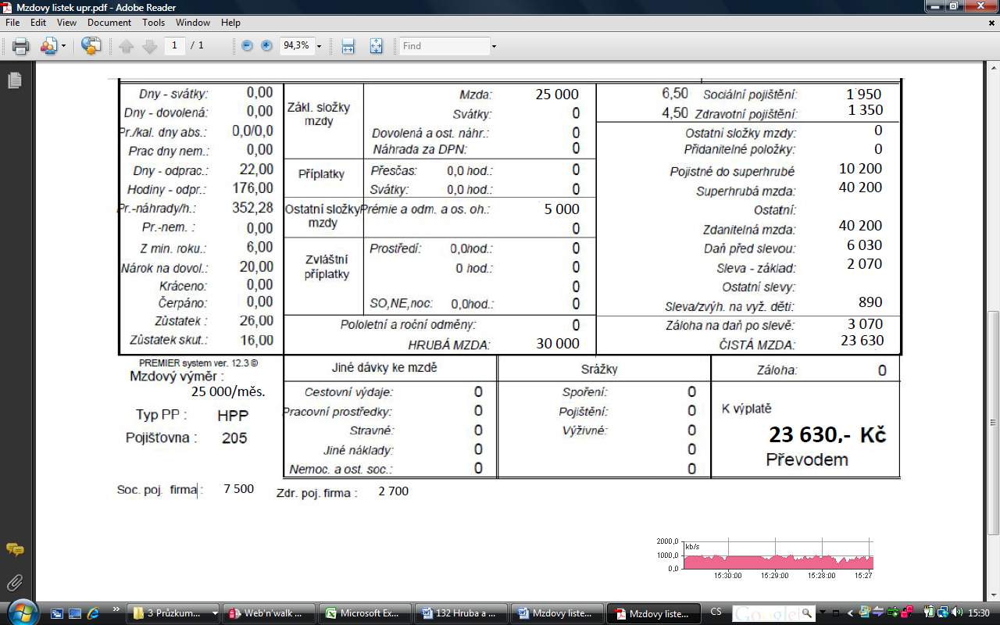 Mzdovy listek upr.pdf - Adobe Reader
File Edit View Document Tools Window Help
1 / 1 94,3% Find
Dny - svátky: 0,00
Dny - dovolená: 0,00
Pr./kal. dny abs.: 0,0/0,0
Prac dny nem.: 0,00
Dny - odprac.: 22,00
Hodiny - odpr.: 176,00
Pr.-náhrady/h.: 352,28
Pr.-nem. : 0,00
Z min. roku.: 6,00
Nárok na dovol.: 20,00
Kráceno: 0,00
Čerpáno: 0,00
Zůstatek : 26,00
Zůstatek skut.: 16,00
Zákl. složky
mzdy
Mzda: 25 000
Svátky: 0
Dovolená a ost. náhr.: 0
Náhrada za DPN: 0
Příplatky
Přesčas: 0,0 hod.: 0
Svátky: 0,0 hod.: 0
Ostatní složky
mzdy
Prémie a odm. a os. oh.: 5 000
0
Zvláštní
příplatky
Prostředí: 0,0hod.: 0
0 hod.: 0
0
SO,NE,noc: 0,0hod.: 0
Pololetní a roční odměny: 0
HRUBÁ MZDA: 30 000
6,50 Sociální pojištění: 1 950
4,50 Zdravotní pojištění: 1 350
Ostatní složky mzdy: 0
Přidanitelné položky: 0
Pojistné do superhrubé 10 200
Superhrubá mzda: 40 200
Ostatní:
Zdanitelná mzda: 40 200
Daň před slevou: 6 030
Sleva - základ: 2 070
Ostatní slevy:
Sleva/zvýh. na vyž. děti: 890
Záloha na daň po slevě: 3 070
ČISTÁ MZDA: 23 630
PREMIER system ver. 12.3 ©
Mzdový výměr :
25 000/měs.
Typ PP : HPP
Pojišťovna : 205
Jiné dávky ke mzdě
Cestovní výdaje: 0
Pracovní prostředky: 0
Stravné: 0
Jiné náklady: 0
Nemoc. a ost. soc.: 0
Srážky
Spoření: 0
Pojištění: 0
Výživné: 0
0
0
Záloha: 0
K výplatě
23 630,- Kč
Převodem
Soc. poj. firma : 7 500 Zdr. poj. firma : 2 700
2000,0
1000,0
0,0
kb/s
15:30:00 15:29:00 15:28:00 15:27
3 Průzkum... Web'n'walk ... Microsoft Ex... 132 Hruba a ... Mzdovy liste... Mzdovy liste... CS Google 15:30